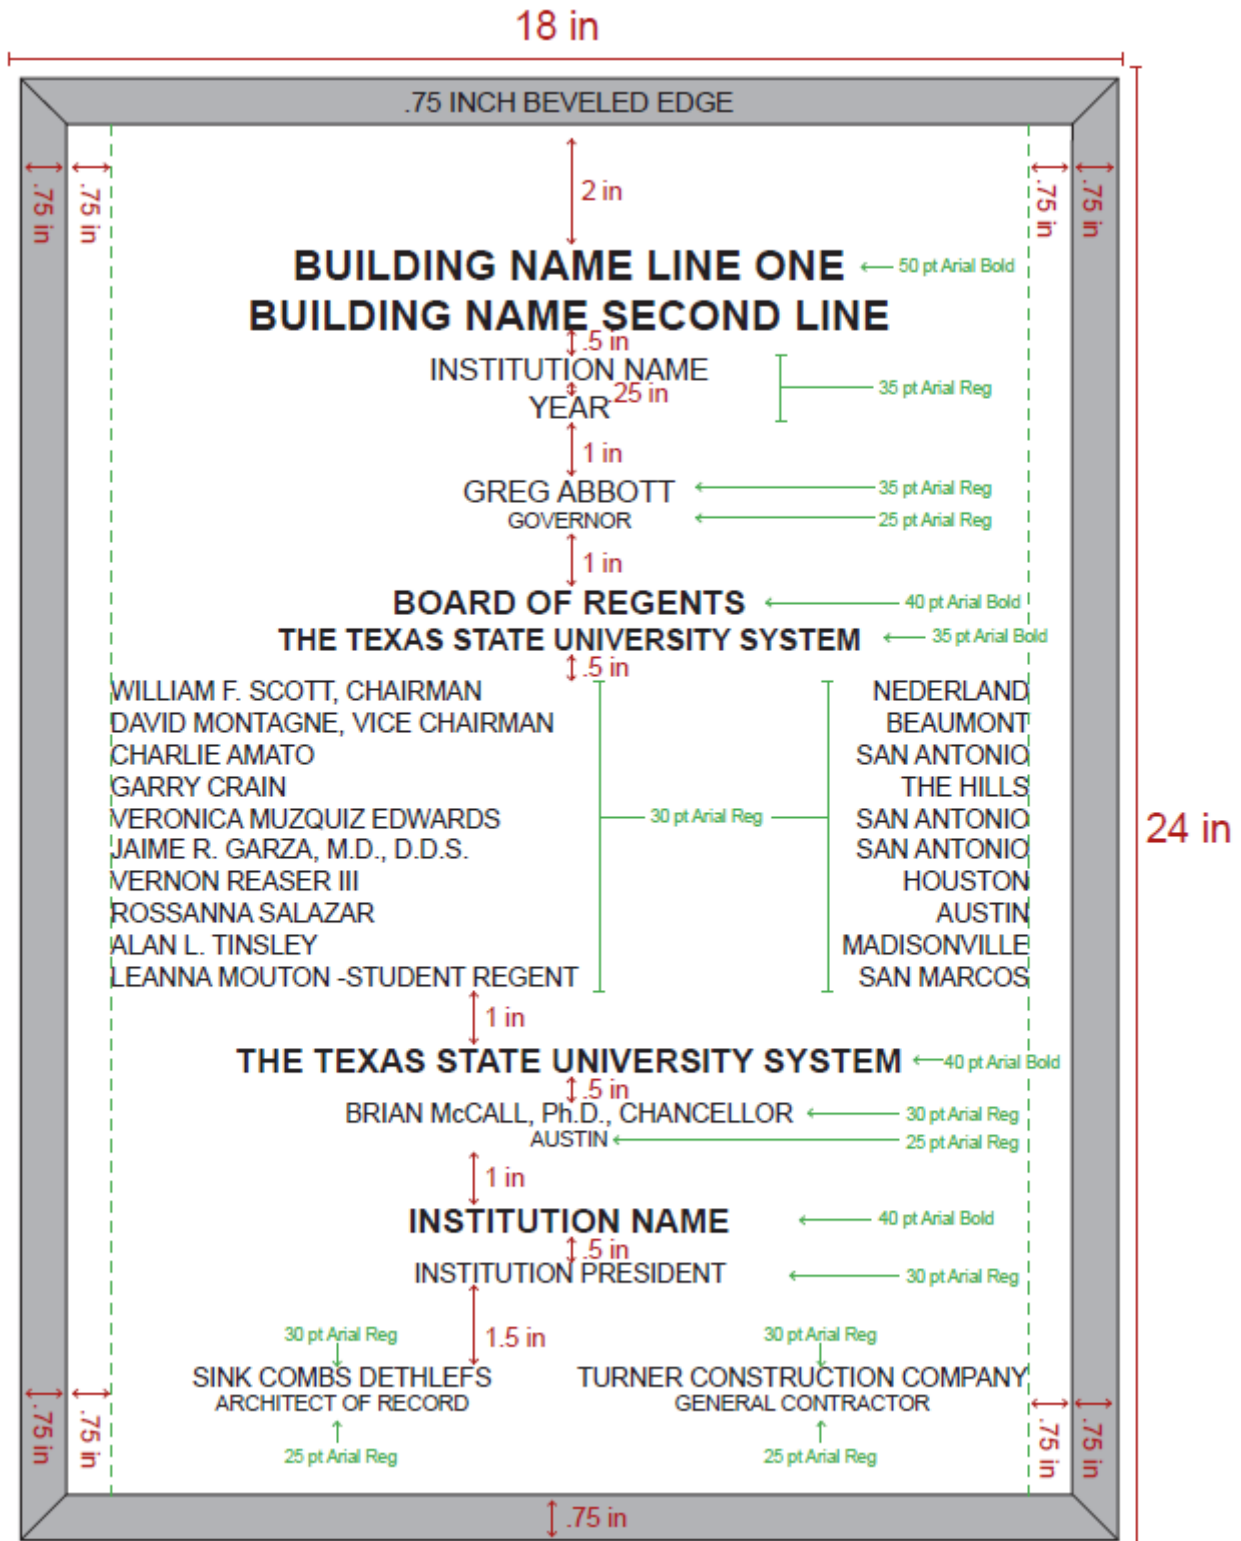 18 in
.75 INCH BEVELED EDGE
.75 in .75 in 2 in .75 in .75 in
BUILDING NAME LINE ONE 50 pt Arial Bold
BUILDING NAME SECOND LINE
.5 in
INSTITUTION NAME
35 pt Arial Reg
.25 in
YEAR
1 in
GREG ABBOTT 35 pt Arial Reg
GOVERNOR 25 pt Arial Reg
1 in
BOARD OF REGENTS 40 pt Arial Bold
THE TEXAS STATE UNIVERSITY SYSTEM 35 pt Arial Bold
.5 in
WILLIAM F. SCOTT, CHAIRMAN NEDERLAND
DAVID MONTAGNE, VICE CHAIRMAN BEAUMONT
CHARLIE AMATO SAN ANTONIO
GARRY CRAIN THE HILLS
VERONICA MUZQUIZ EDWARDS 30 pt Arial Reg SAN ANTONIO
24 in
JAIME R. GARZA, M.D., D.D.S. SAN ANTONIO
VERNON REASER III HOUSTON
ROSSANNA SALAZAR AUSTIN
ALAN L. TINSLEY MADISONVILLE
LEANNA MOUTON -STUDENT REGENT SAN MARCOS
1 in
THE TEXAS STATE UNIVERSITY SYSTEM 40 pt Arial Bold
.5 in
BRIAN McCALL, Ph.D., CHANCELLOR 30 pt Arial Reg
AUSTIN 25 pt Arial Reg
1 in
INSTITUTION NAME 40 pt Arial Bold
.5 in
INSTITUTION PRESIDENT 30 pt Arial Reg
30 pt Arial Reg 1.5 in 30 pt Arial Reg
SINK COMBS DETHLEFS TURNER CONSTRUCTION COMPANY
ARCHITECT OF RECORD GENERAL CONTRACTOR
.75 in .75 in .75 in .75 in
25 pt Arial Reg 25 pt Arial Reg
.75 in